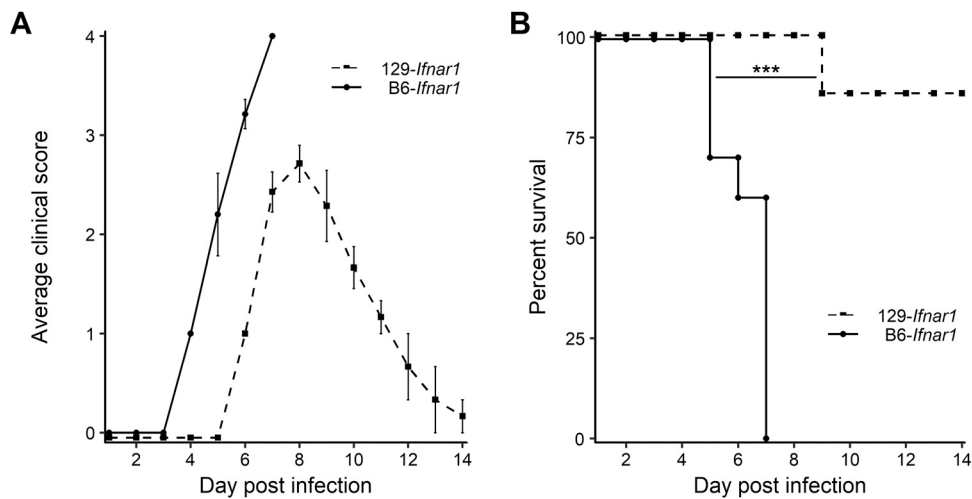 A
4
3
2
1
0
2
4
6
8
10
12
14
Average clinical score
Day post infection
129-Ifnar1
B6-Ifnar1
B
100
75
50
25
0
2
4
6
8
10
12
14
Percent survival
Day post infection
***
129-Ifnar1
B6-Ifnar1